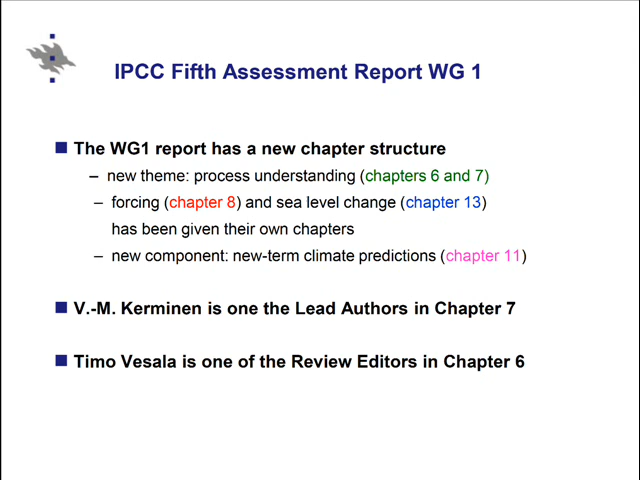 IPCC Fifth Assessment Report WG 1
The WG1 report has a new chapter structure
– new theme: process understanding (chapters 6 and 7)
– forcing (chapter 8) and sea level change (chapter 13)
has been given their own chapters
– new component: new-term climate predictions (chapter 11)
V.-M. Kerminen is one the Lead Authors in Chapter 7
Timo Vesala is one of the Review Editors in Chapter 6